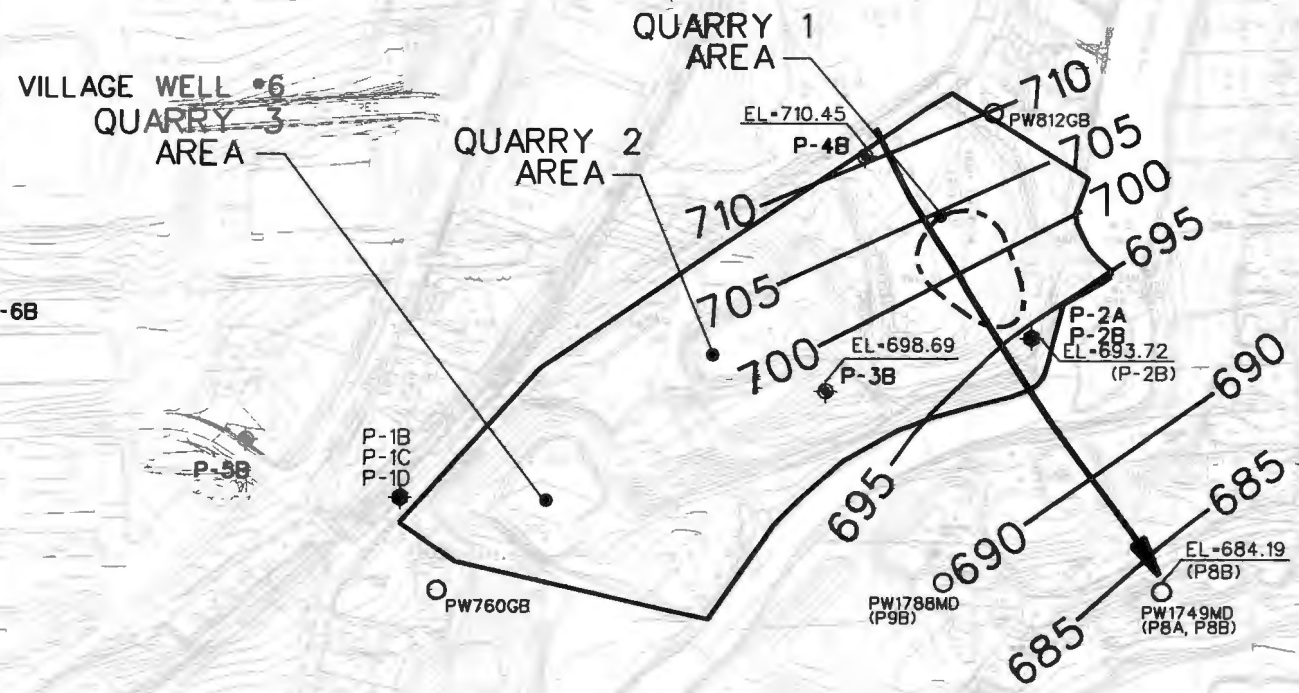 QUARRY 1
AREA
VILLAGE WELL •6
QUARRY 3
AREA
QUARRY 2
AREA
EL=710.45
P-4B
710
PW812GB
705
700
695
710
705
700
-6B
P-2A
P-2B
EL=693.72
(P-2B)
EL=698.69
P-3B
690
P-1B
P-1C
P-1D
P-5B
695
685
690
EL=684.19
(P8B)
PW760GB
PW1788MD
(P9B)
PW1749MD
(P8A, P8B)
685